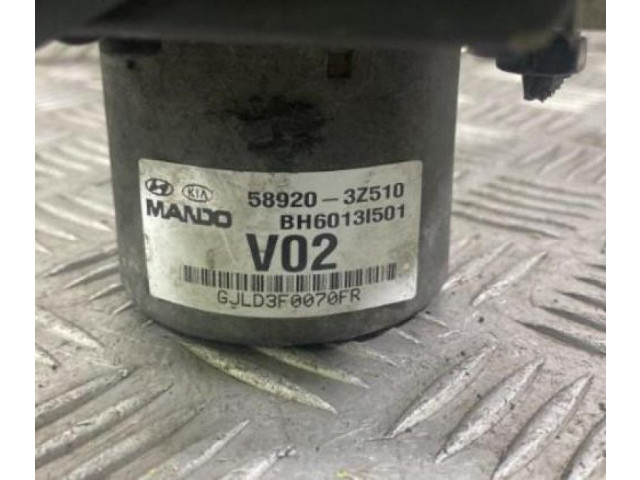 KIA 58920-3Z510
MANDO BH6013I501
V02
GJLD3F0070FR